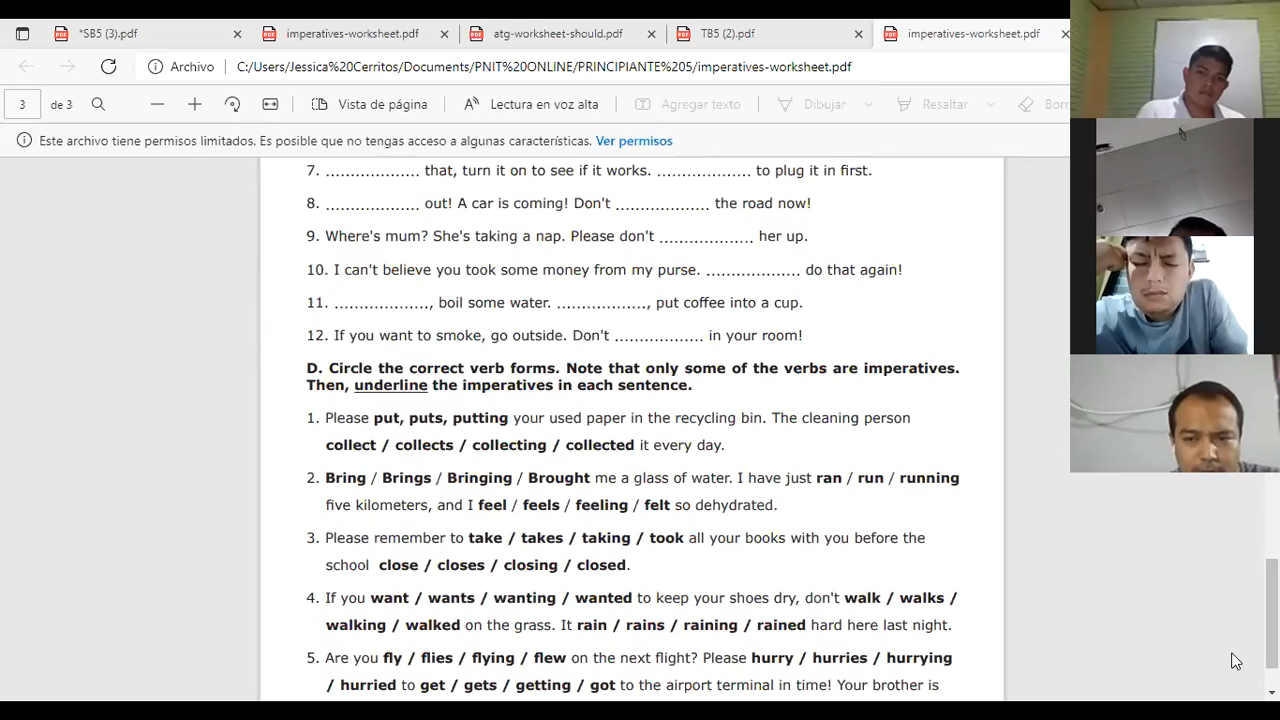 *SB5 (3).pdf
imperatives-worksheet.pdf
atg-worksheet-should.pdf
TB5 (2).pdf
imperatives-worksheet.pdf
Archivo C:/Users/Jessica%20Cerritos/Documents/PNIT%20ONLINE/PRINCIPIANTE%205/imperatives-worksheet.pdf
3 de 3 Vista de página Lectura en voz alta Agregar texto Dibujar Resaltar Borr
Este archivo tiene permisos limitados. Es posible que no tengas acceso a algunas características. Ver permisos
7. ................... that, turn it on to see if it works. ................... to plug it in first.
8. ................... out! A car is coming! Don't ................... the road now!
9. Where's mum? She's taking a nap. Please don't ................... her up.
10. I can't believe you took some money from my purse. ................... do that again!
11. ..................., boil some water. ..................., put coffee into a cup.
12. If you want to smoke, go outside. Don't .................. in your room!
D. Circle the correct verb forms. Note that only some of the verbs are imperatives.
Then, underline the imperatives in each sentence.
1. Please put, puts, putting your used paper in the recycling bin. The cleaning person
collect / collects / collecting / collected it every day.
2. Bring / Brings / Bringing / Brought me a glass of water. I have just ran / run / running
five kilometers, and I feel / feels / feeling / felt so dehydrated.
3. Please remember to take / takes / taking / took all your books with you before the
school close / closes / closing / closed.
4. If you want / wants / wanting / wanted to keep your shoes dry, don't walk / walks /
walking / walked on the grass. It rain / rains / raining / rained hard here last night.
5. Are you fly / flies / flying / flew on the next flight? Please hurry / hurries / hurrying
/ hurried to get / gets / getting / got to the airport terminal in time! Your brother is